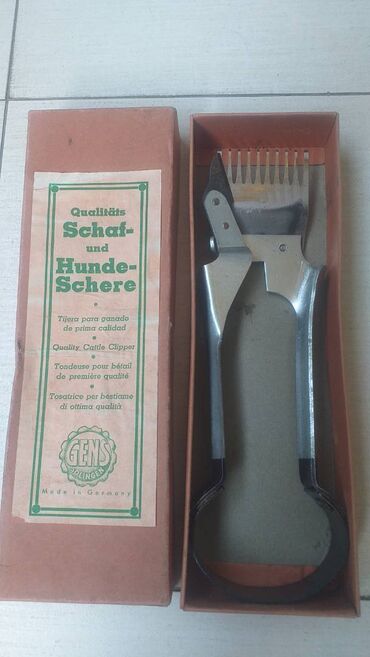 Qualitäts
Schaf-
und
Hunde-
Schere
Tijera para ganado
de prima calidad
Quality Cattle Clipper
Tondeuse pour bétail
de première qualité
Tosatrice per bestiame
di ottima qualità
GENS
SOLINGEN
Made in Germany